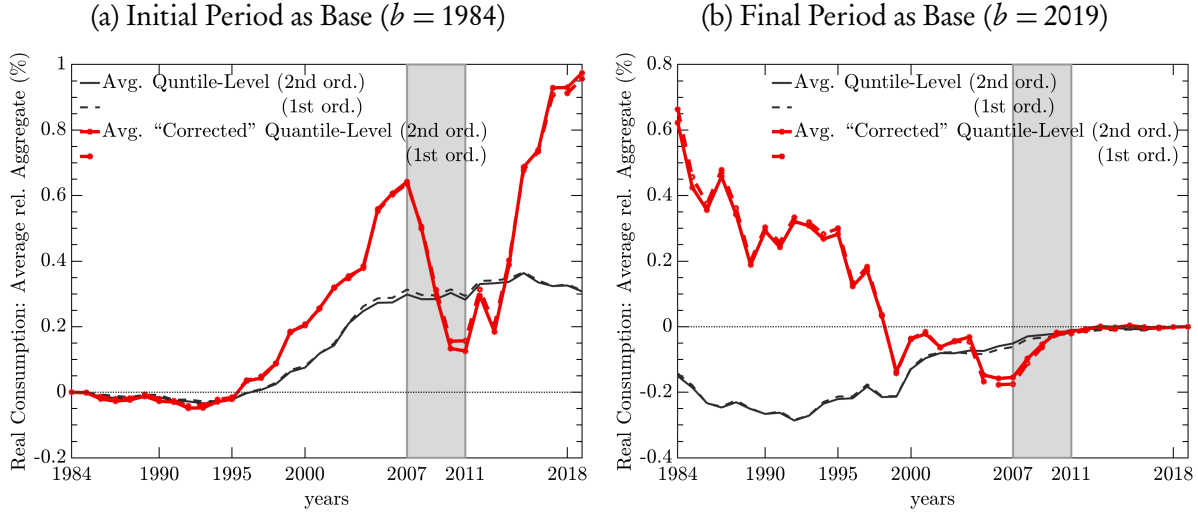 (a) Initial Period as Base (b = 1984)
Real Consumption: Average rel. Aggregate (%)
1
0.8
0.6
0.4
0.2
0
-0.2
Avg. Quntile-Level (2nd ord.)
(1st ord.)
Avg. “Corrected” Quantile-Level (2nd ord.)
(1st ord.)
1984 1990 1995 2000 2007 2011 2018
years
(b) Final Period as Base (b = 2019)
Real Consumption: Average rel. Aggregate (%)
0.8
0.6
0.4
0.2
0
-0.2
-0.4
Avg. Quntile-Level (2nd ord.)
(1st ord.)
Avg. “Corrected” Quantile-Level (2nd ord.)
(1st ord.)
1984 1990 1995 2000 2007 2011 2018
years